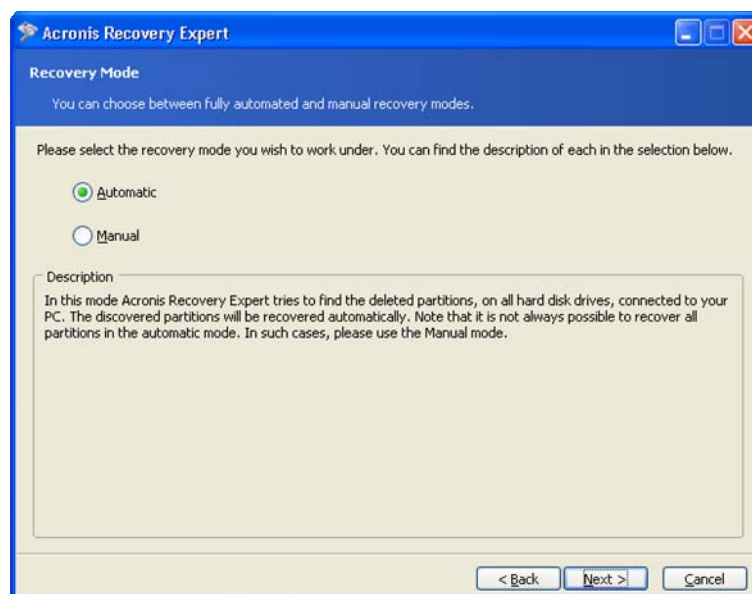 Acronis Recovery Expert
Recovery Mode
You can choose between fully automated and manual recovery modes.
Please select the recovery mode you wish to work under. You can find the description of each in the selection below.
Automatic
Manual
Description
In this mode Acronis Recovery Expert tries to find the deleted partitions, on all hard disk drives, connected to your
PC. The discovered partitions will be recovered automatically. Note that it is not always possible to recover all
partitions in the automatic mode. In such cases, please use the Manual mode.
< Back Next > Cancel